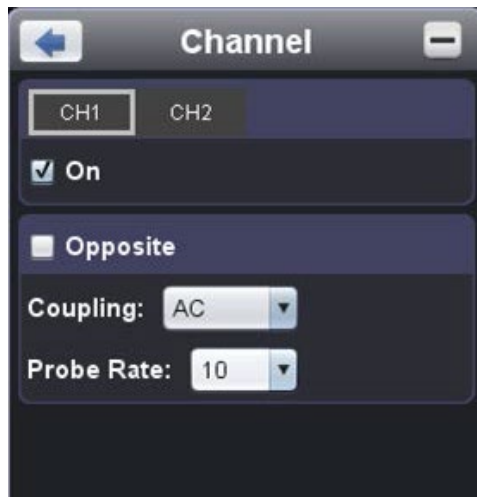 Channel
CH1 CH2
On
Opposite
Coupling: AC
Probe Rate: 10